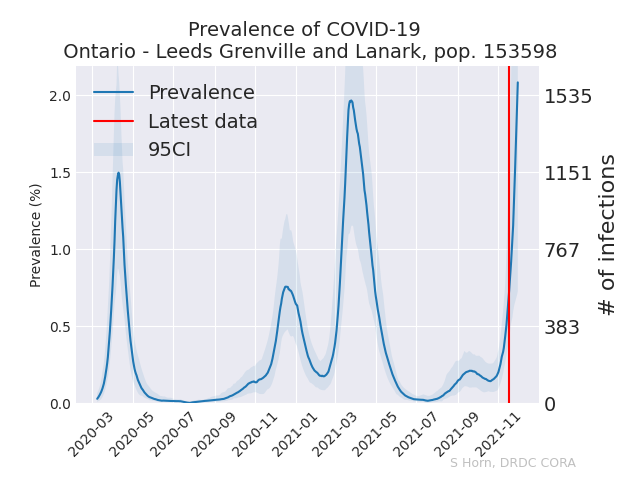 Prevalence of COVID-19
Ontario - Leeds Grenville and Lanark, pop. 153598
Prevalence
Latest data
95CI
Prevalence (%)
2.0
1.5
1.0
0.5
0.0
# of infections
1535
1151
767
383
0
2020-03
2020-05
2020-07
2020-09
2020-11
2021-01
2021-03
2021-05
2021-07
2021-09
2021-11
S Horn, DRDC CORA